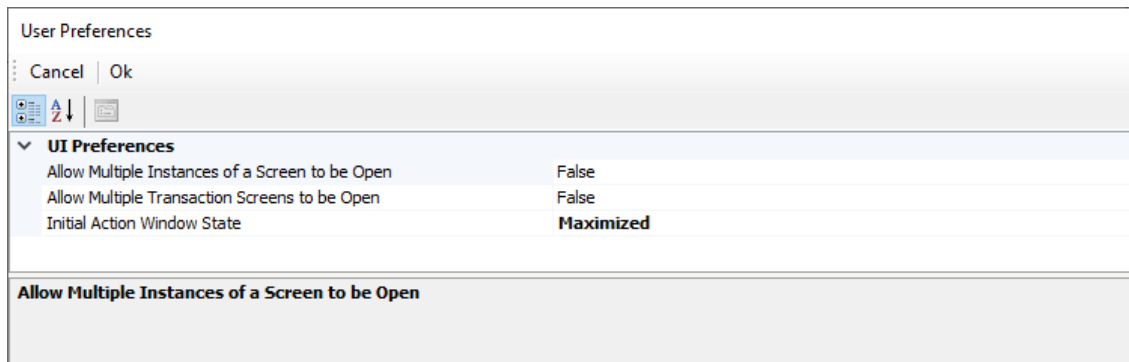 User Preferences
Cancel Ok
A
Z
UI Preferences
Allow Multiple Instances of a Screen to be Open False
Allow Multiple Transaction Screens to be Open False
Initial Action Window State Maximized
Allow Multiple Instances of a Screen to be Open